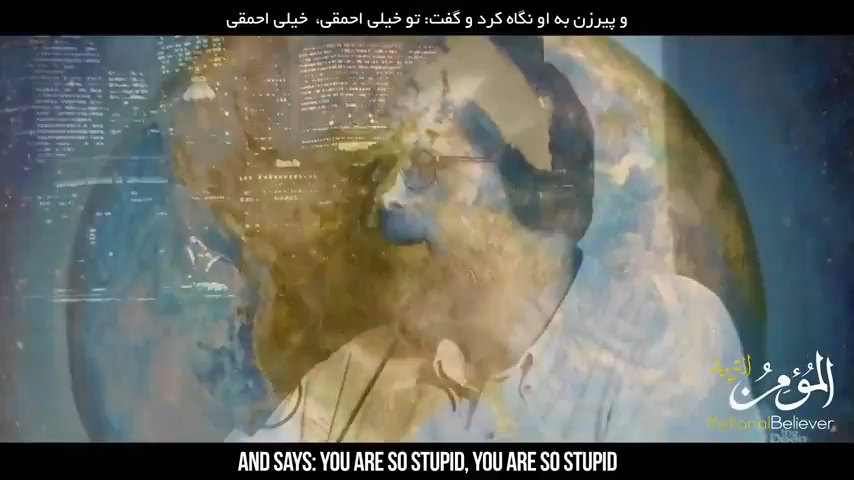 و پیرزن به او نگاه کرد و گفت: تو خیلی احمقی، خیلی احمقی
المؤمن
RationalBeliever
AND SAYS: YOU ARE SO STUPID, YOU ARE SO STUPID